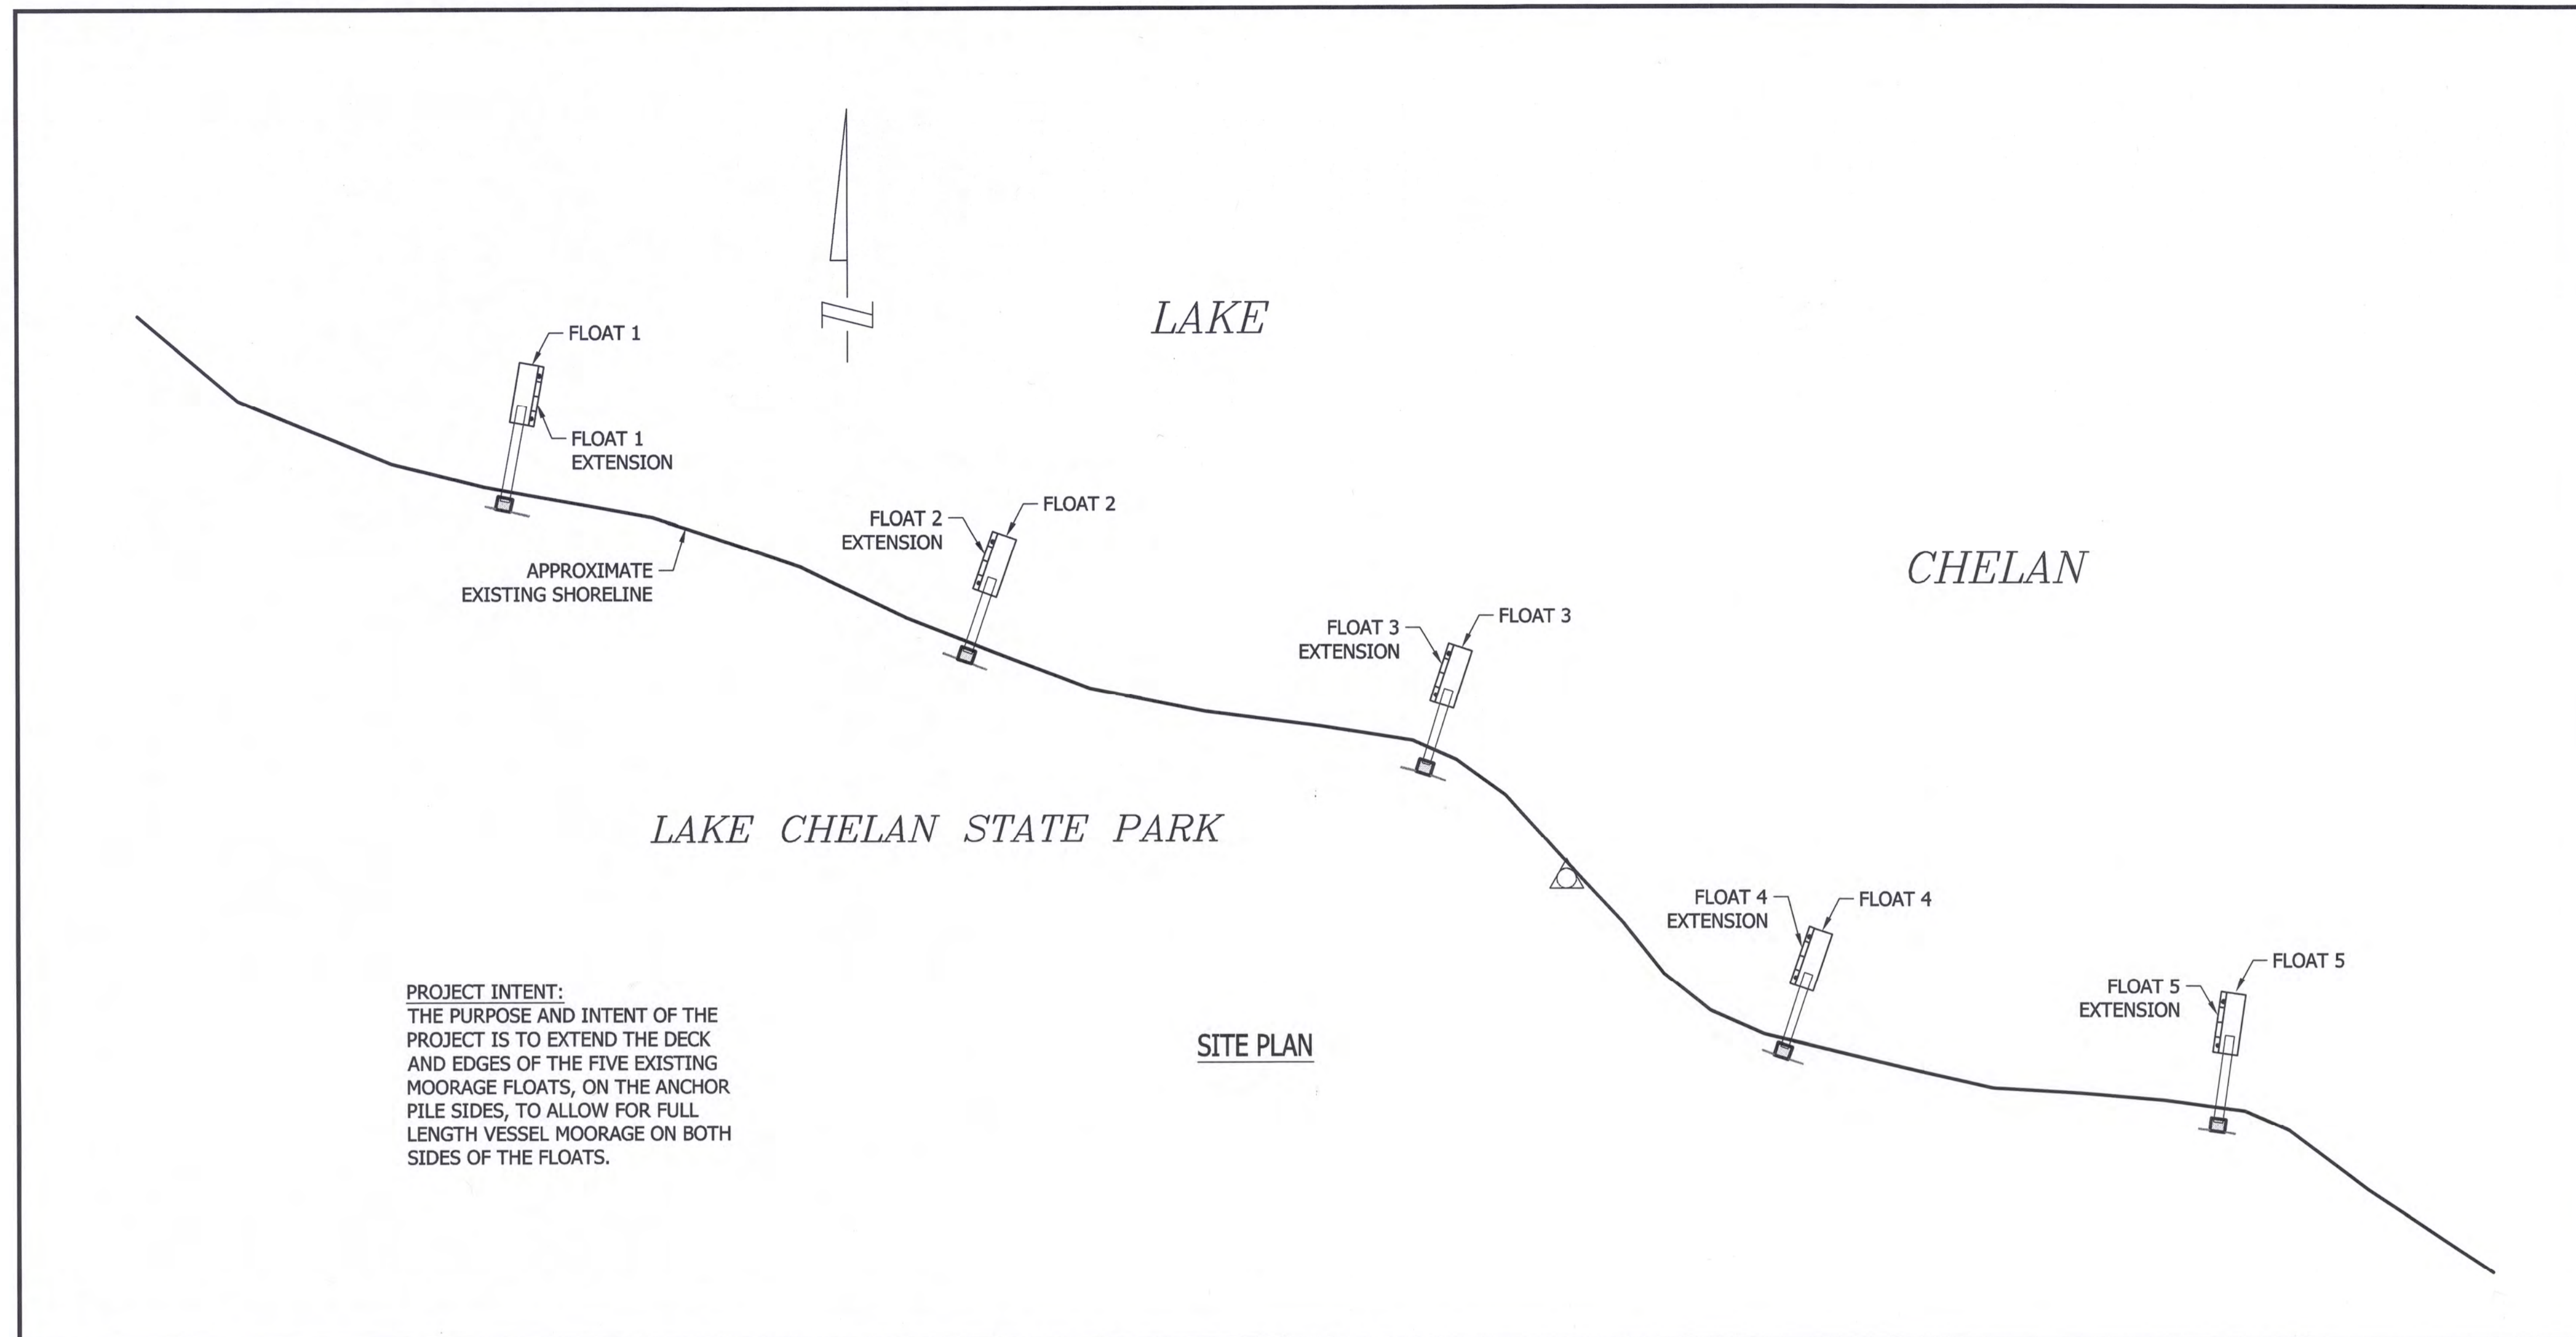 N
LAKE
FLOAT 1
FLOAT 1
EXTENSION
FLOAT 2
FLOAT 2
EXTENSION
APPROXIMATE
EXISTING SHORELINE
CHELAN
FLOAT 3
FLOAT 3
EXTENSION
LAKE CHELAN STATE PARK
FLOAT 4
EXTENSION
FLOAT 4
FLOAT 5
FLOAT 5
EXTENSION
PROJECT INTENT:
THE PURPOSE AND INTENT OF THE
PROJECT IS TO EXTEND THE DECK
AND EDGES OF THE FIVE EXISTING
MOORAGE FLOATS, ON THE ANCHOR
PILE SIDES, TO ALLOW FOR FULL
LENGTH VESSEL MOORAGE ON BOTH
SIDES OF THE FLOATS.
SITE PLAN